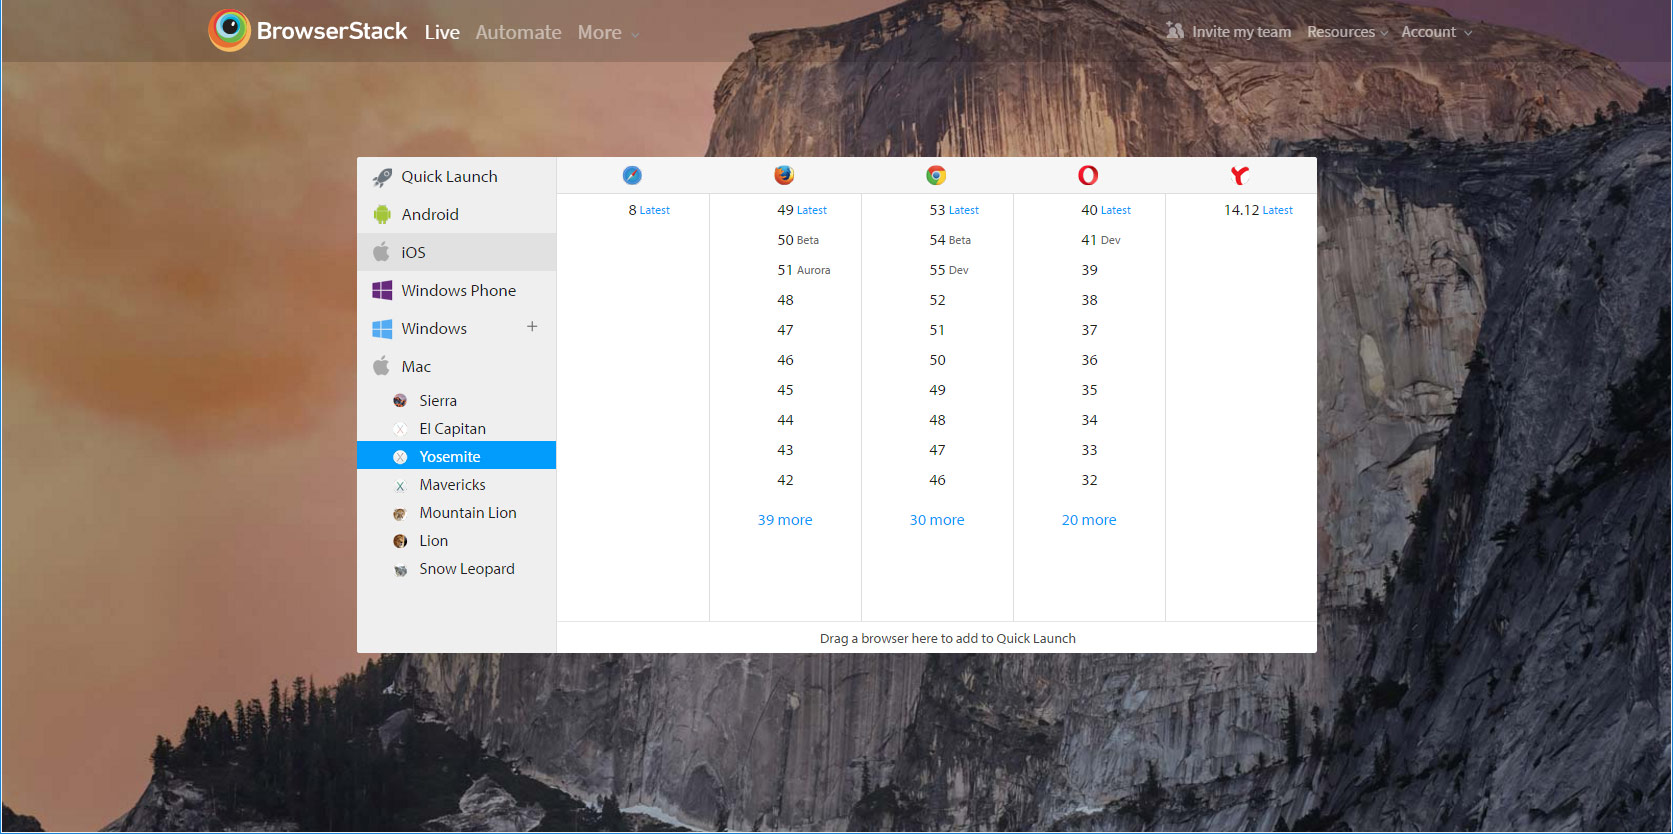 BrowserStack Live Automate More
Invite my team Resources Account
Quick Launch
Android
iOS
Windows Phone
Windows +
Mac
Sierra
El Capitan
Yosemite
Mavericks
Mountain Lion
Lion
Snow Leopard
8 Latest 49 Latest 53 Latest 40 Latest 14.12 Latest
50 Beta 54 Beta 41 Dev
51 Aurora 55 Dev 39
48 52 38
47 51 37
46 50 36
45 49 35
44 48 34
43 47 33
42 46 32
39 more 30 more 20 more
Drag a browser here to add to Quick Launch